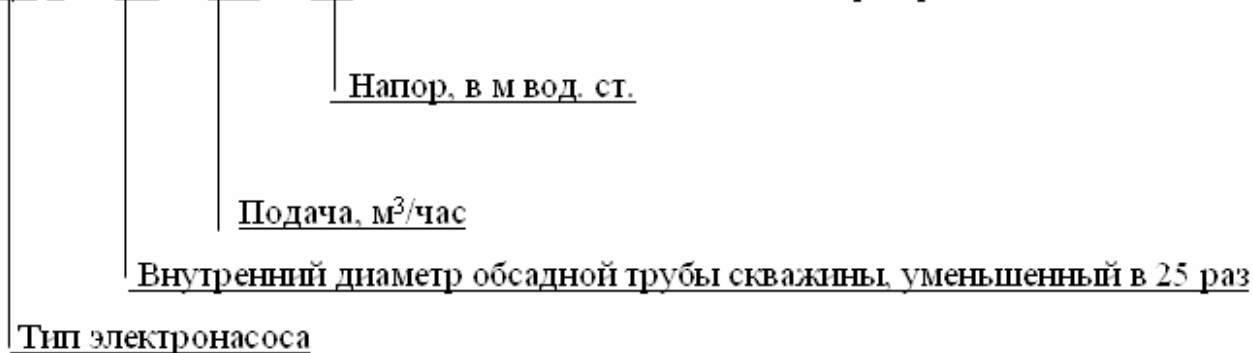 Напор, в м вод. ст.
Подача, м³/час
Внутренний диаметр обсадной трубы скважины, уменьшенный в 25 раз
Тип электронасоса